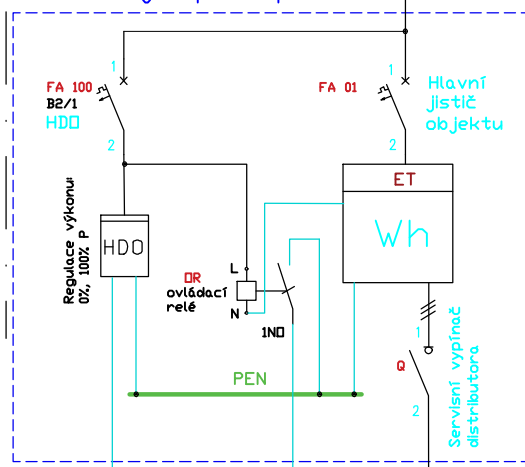 1
FA 100
B2/1
HDO
2
FA 01
1
Hlavní
jistič
objektu
2
ET
Wh
Regulace výkonu:
0%, 100% P
HDO
L
OR
ovládací
relé
N
1NO
PEN
1
Q
2
Servisní vypínač
distributora